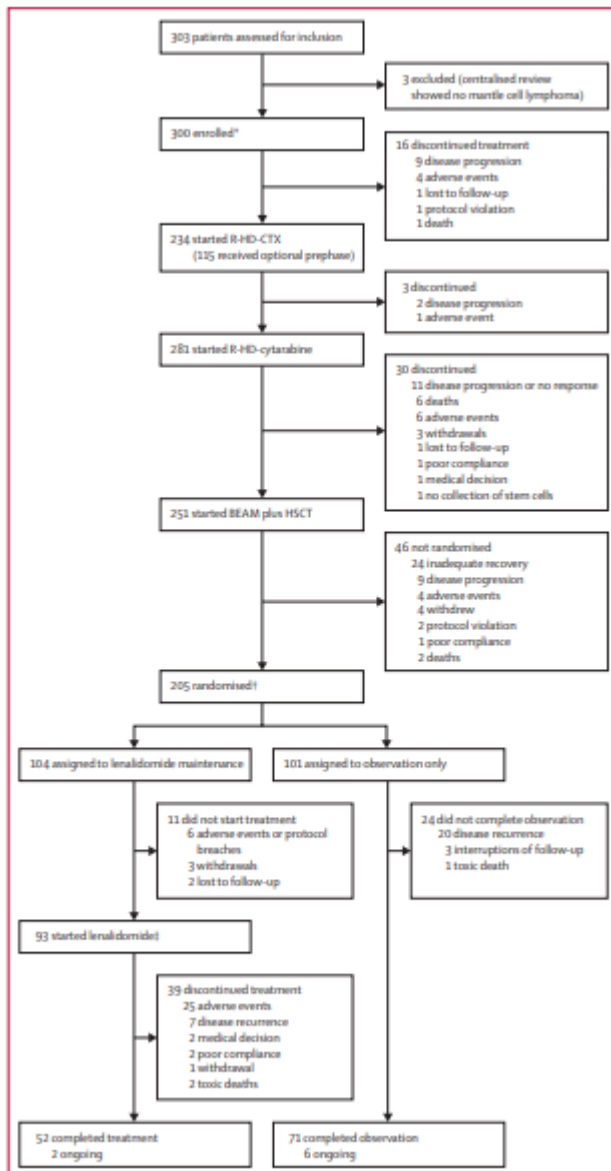 303 patients assessed for inclusion
3 excluded (centralised review
showed no mantle cell lymphoma)
300 enrolled*
16 discontinued treatment
9 disease progression
4 adverse events
1 lost to follow-up
1 protocol violation
1 death
234 started R-HD-CTX
(115 received optional prephase)
3 discontinued
2 disease progression
1 adverse event
281 started R-HD-cytarabine
30 discontinued
11 disease progression or no response
6 deaths
6 adverse events
3 withdrawals
1 lost to follow-up
1 poor compliance
1 medical decision
1 no collection of stem cells
251 started BEAM plus HSCT
46 not randomised
24 inadequate recovery
9 disease progression
4 adverse events
4 withdrew
2 protocol violation
1 poor compliance
2 deaths
205 randomised†
104 assigned to lenalidomide maintenance
101 assigned to observation only
11 did not start treatment
6 adverse events or protocol
breaches
3 withdrawals
2 lost to follow-up
24 did not complete observation
20 disease recurrence
3 interruptions of follow-up
1 toxic death
93 started lenalidomide‡
39 discontinued treatment
25 adverse events
7 disease recurrence
2 medical decision
2 poor compliance
1 withdrawal
2 toxic deaths
52 completed treatment
2 ongoing
71 completed observation
6 ongoing